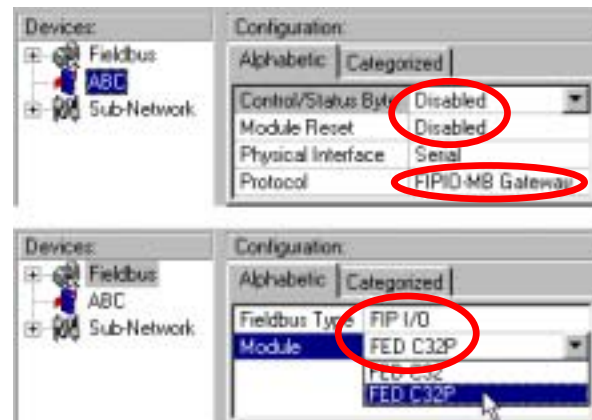 Devices:
Configuration:
Fieldbus
ABC
Sub-Network
Alphabetic Categorized
Control/Status Byte Disabled
Module Reset Disabled
Physical Interface Serial
Protocol FIPIO-MB Gateway
Devices:
Configuration:
Fieldbus
ABC
Sub-Network
Alphabetic Categorized
Fieldbus Type FIP I/O
Module FED C32P
FED C32
FED C32P